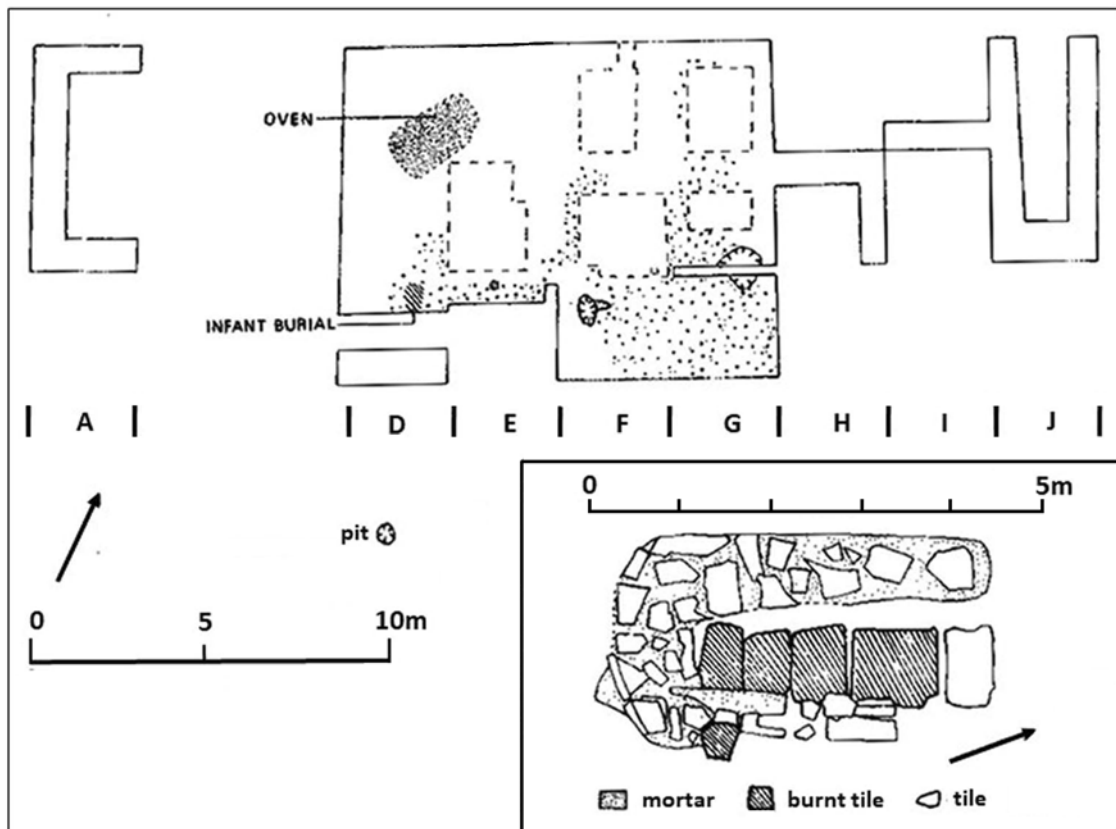 OVEN
INFANT BURIAL
A D E F G H I J
pit
0 5 10m
0 5m
mortar burnt tile tile